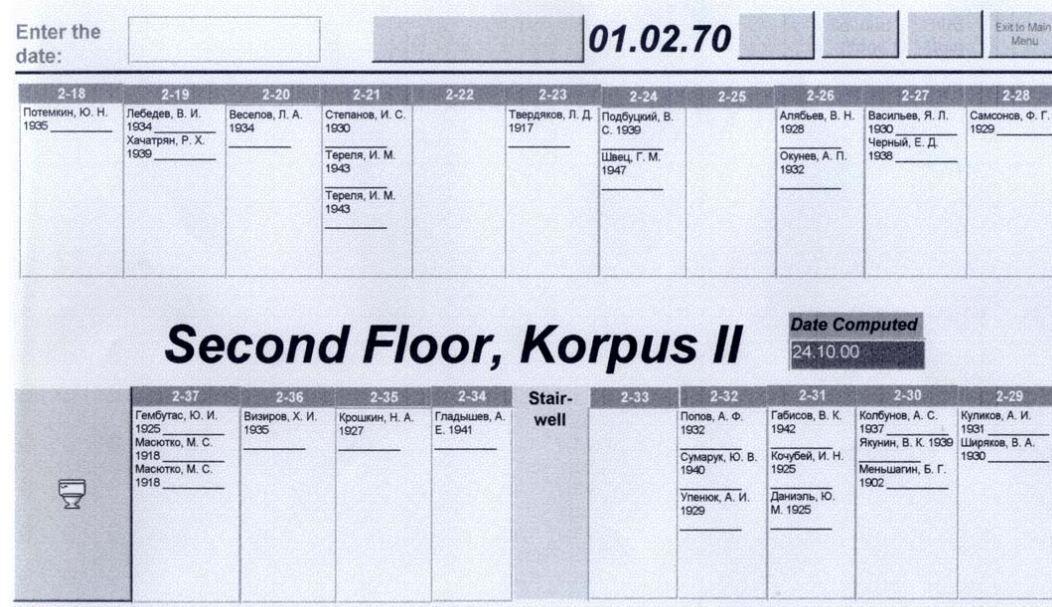 Enter the
date:
01.02.70
Exit to Main
Menu
2-18
2-19
2-20
2-21
2-22
2-23
2-24
2-25
2-26
2-27
2-28
Потемкин, Ю. Н.
1935
Лебедев, В. И.
1934
Хачатрян, Р. Х.
1939
Веселов, Л. А.
1934
Степанов, И. С.
1930
Тереля, И. М.
1943
Тереля, И. М.
1943
Твердяков, Л. Д.
1917
Подбуцкий, В.
С. 1939
Швец, Г. М.
1947
Алябьев, В. Н.
1928
Окунев, А. П.
1932
Васильев, Я. Л.
1930
Черный, Е. Д.
1938
Самсонов, Ф. Г.
1929
Second Floor, Korpus II
Date Computed
24.10.00
2-37
2-36
2-35
2-34
Stair-
well
2-33
2-32
2-31
2-30
2-29
Гембутас, Ю. И.
1925
Масютко, М. С.
1918
Масютко, М. С.
1918
Визиров, Х. И.
1935
Крошкин, Н. А.
1927
Гладышев, А.
Е. 1941
Попов, А. Ф.
1932
Сумарук, Ю. В.
1940
Упенюк, А. И.
1929
Габисов, В. К.
1942
Кочубей, И. Н.
1925
Даниэль, Ю.
М. 1925
Колбунов, А. С.
1937
Якунин, В. К. 1939
Меньшагин, Б. Г.
1902
Куликов, А. И.
1931
Ширяков, В. А.
1930